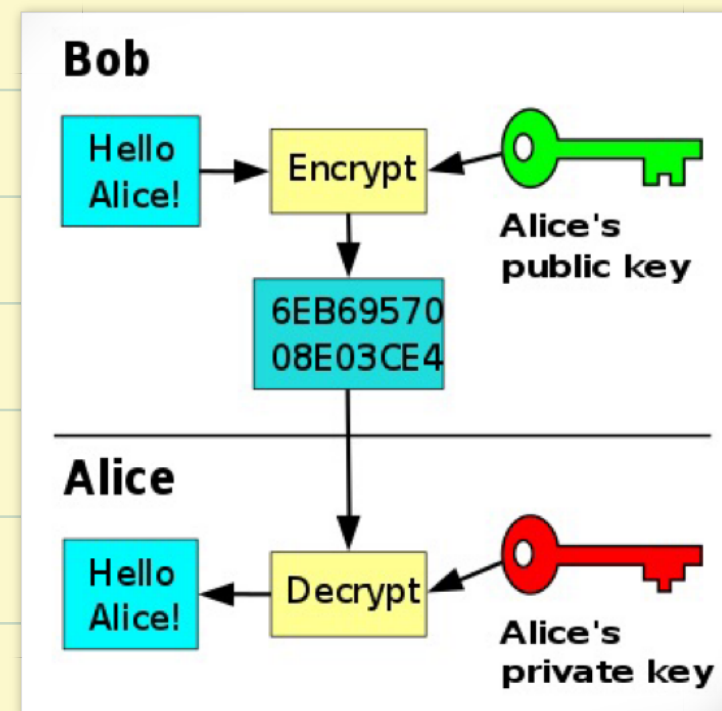 Bob
Hello
Alice!
Encrypt
Alice's
public key
6EB69570
08E03CE4
Alice
Hello
Alice!
Decrypt
Alice's
private key